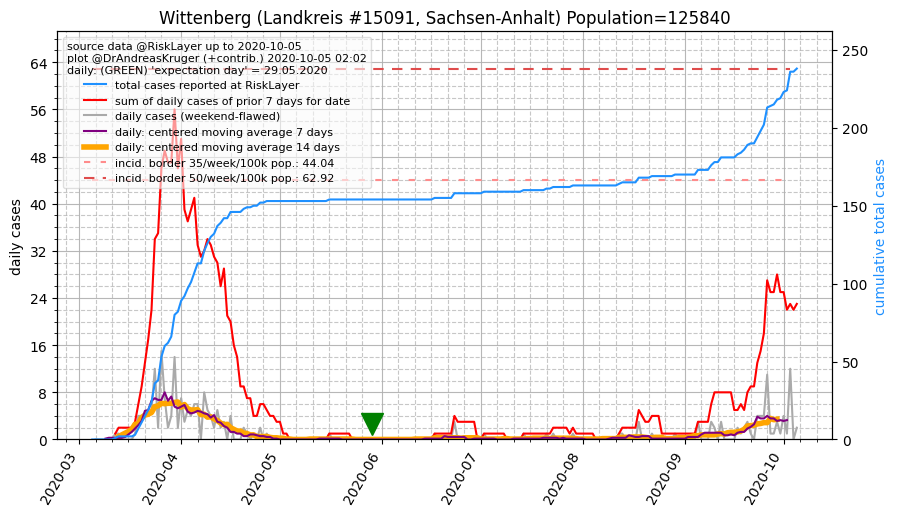 Wittenberg (Landkreis #15091, Sachsen-Anhalt) Population=125840
source data @RiskLayer up to 2020-10-05
plot @DrAndreasKruger (+contrib.) 2020-10-05 02:02
daily: (GREEN) 'expectation day' = 29.05.2020
total cases reported at RiskLayer
sum of daily cases of prior 7 days for date
daily cases (weekend-flawed)
daily: centered moving average 7 days
daily: centered moving average 14 days
incid. border 35/week/100k pop.: 44.04
incid. border 50/week/100k pop.: 62.92
daily cases
64
56
48
40
32
24
16
8
0
cumulative total cases
250
200
150
100
50
0
2020-03
2020-04
2020-05
2020-06
2020-07
2020-08
2020-09
2020-10